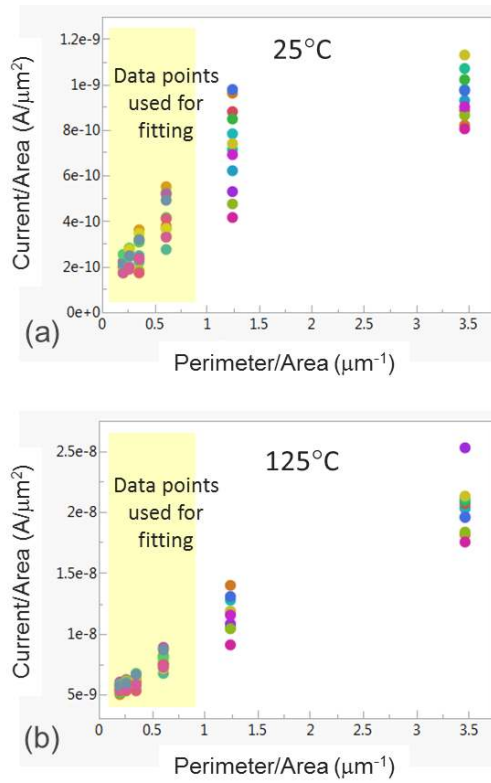 1.2e-9
1e-9
8e-10
6e-10
4e-10
2e-10
0e+0
25°C
Data points
used for
fitting
Current/Area (A/μm²)
(a)
0 0.5 1 1.5 2 2.5 3 3.5
Perimeter/Area (μm⁻¹)
2.5e-8
2e-8
1.5e-8
1e-8
5e-9
125°C
Data points
used for
fitting
Current/Area (A/μm²)
(b)
0 0.5 1 1.5 2 2.5 3 3.5
Perimeter/Area (μm⁻¹)